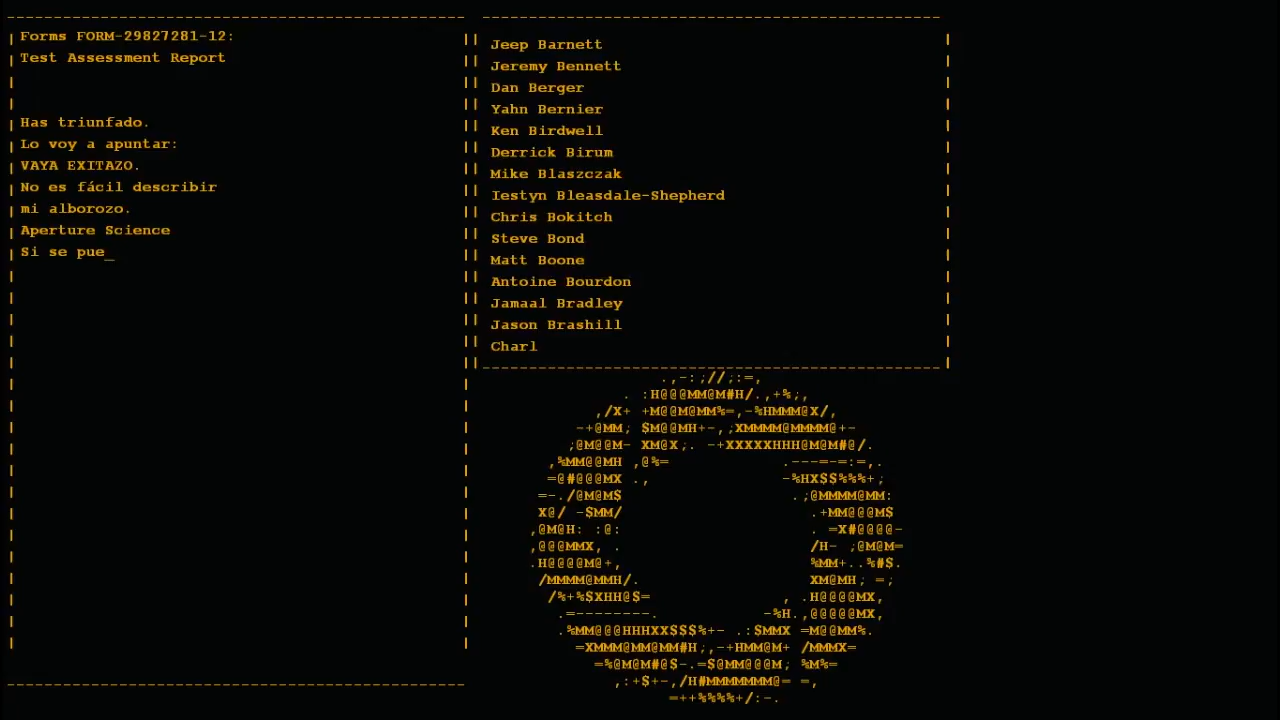 Forms FORM-29827281-12:
Test Assessment Report
Has triunfado.
Lo voy a apuntar:
VAYA EXITAZO.
No es fácil describir
mi alborozo.
Aperture Science
Si se pue_
Jeep Barnett
Jeremy Bennett
Dan Berger
Yahn Bernier
Ken Birdwell
Derrick Birum
Mike Blaszczak
Iestyn Bleasdale-Shepherd
Chris Bokitch
Steve Bond
Matt Boone
Antoine Bourdon
Jamaal Bradley
Jason Brashill
Charl